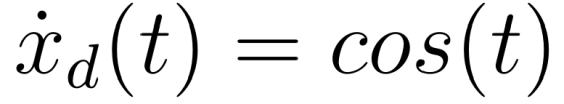 ẋ_d(t) = cos(t)